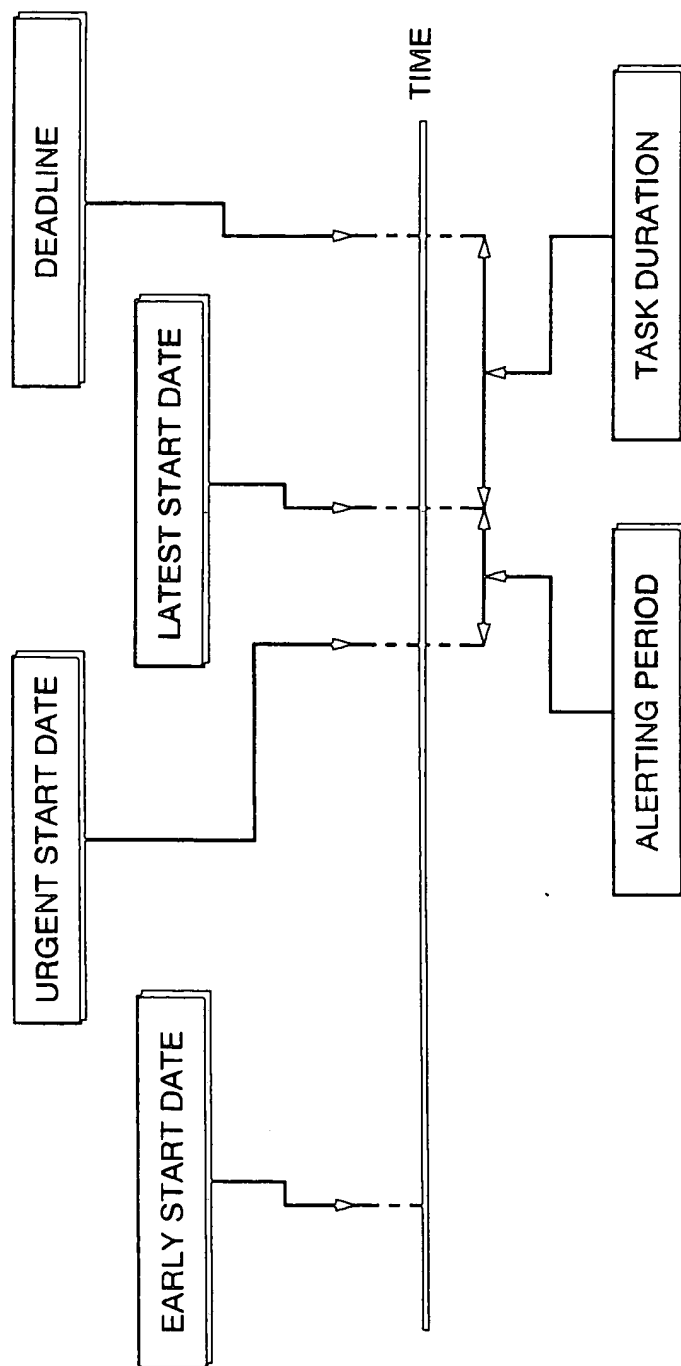 URGENT START DATE
DEADLINE
EARLY START DATE
LATEST START DATE
TIME
ALERTING PERIOD
TASK DURATION